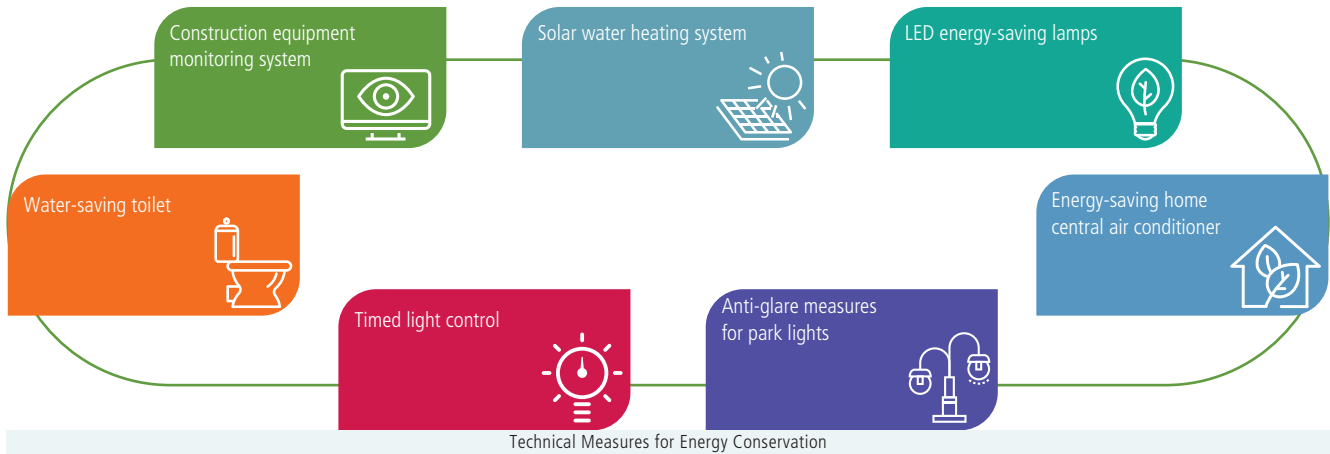 Construction equipment
monitoring system
Solar water heating system
LED energy-saving lamps
Water-saving toilet
Energy-saving home
central air conditioner
Timed light control
Anti-glare measures
for park lights
Technical Measures for Energy Conservation